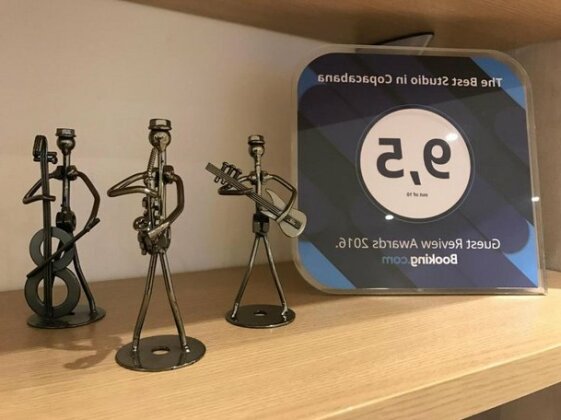 The Best Studio in Copacabana
9,5
out of 10
Guest Review Awards 2016.
Booking.com